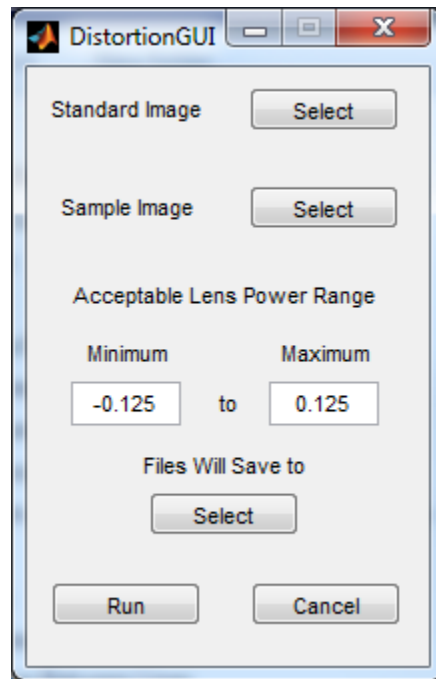 DistortionGUI
Standard Image Select
Sample Image Select
Acceptable Lens Power Range
Minimum Maximum
-0.125 to 0.125
Files Will Save to
Select
Run Cancel